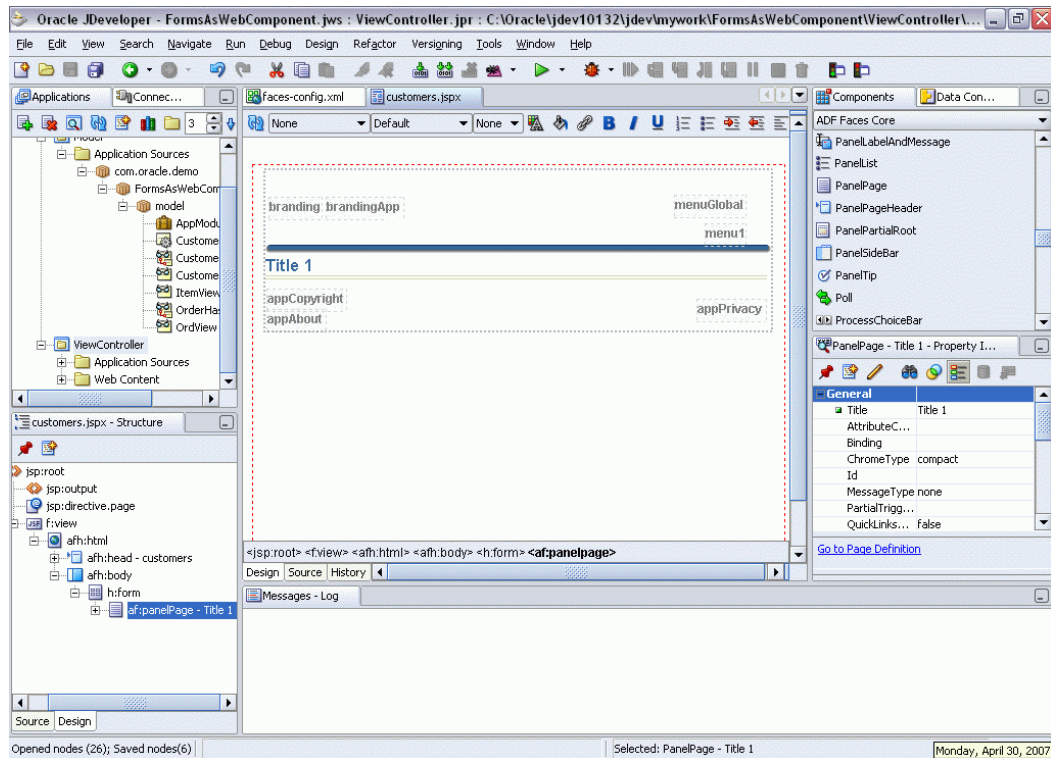 Oracle JDeveloper - FormsAsWebComponent.jws : ViewController.jpr : C:\Oracle\jdev10132\jdev\mywork\FormsAsWebComponent\ViewController\...
File Edit View Search Navigate Run Debug Design Refactor Versigning Tools Window Help
Applications Connec...
3
Model
Application Sources
com.oracle.demo
FormsAsWebCom
model
AppModu
Custome
Custome
Custome
ItemView
OrderHas
OrdView
ViewController
Application Sources
Web Content
customers.jspx - Structure
jsp:root
jsp:output
jsp:directive.page
JSF f:view
afh:html
afh:head - customers
afh:body
h:form
af:panelPage - Title 1
Source Design
faces-config.xml customers.jspx
None Default None B I U
branding brandingApp menuGlobal
menu1
Title 1
appCopyright
appPrivacy
appAbout
<jsp:root> <f:view> <afh:html> <afh:body> <h:form> <af:panelpage>
Design Source History
Messages - Log
Components Data Con...
ADF Faces Core
PanelLabelAndMessage
PanelList
PanelPage
PanelPageHeader
PanelPartialRoot
PanelSideBar
PanelTip
Poll
ProcessChoiceBar
PanelPage - Title 1 - Property I...
General
Title Title 1
AttributeC...
Binding
ChromeType compact
Id
MessageType none
PartialTrigg...
QuickLinks... false
Go to Page Definition
Opened nodes (26); Saved nodes(6) Selected: PanelPage - Title 1 Monday, April 30, 2007